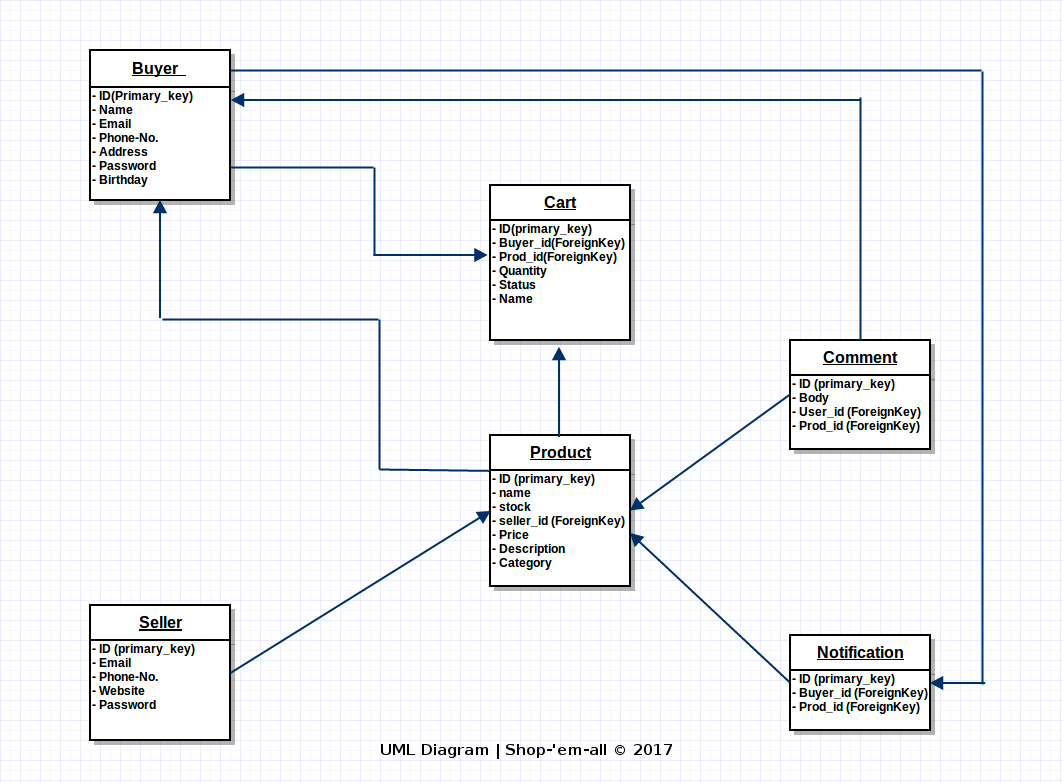 Buyer
- ID(Primary_key)
- Name
- Email
- Phone-No.
- Address
- Password
- Birthday
Cart
- ID(primary_key)
- Buyer_id(ForeignKey)
- Prod_id(ForeignKey)
- Quantity
- Status
- Name
Comment
- ID (primary_key)
- Body
- User_id (ForeignKey)
- Prod_id (ForeignKey)
Product
- ID (primary_key)
- name
- stock
- seller_id (ForeignKey)
- Price
- Description
- Category
Seller
- ID (primary_key)
- Email
- Phone-No.
- Website
- Password
Notification
- ID (primary_key)
- Buyer_id (ForeignKey)
- Prod_id (ForeignKey)
UML Diagram | Shop-'em-all © 2017